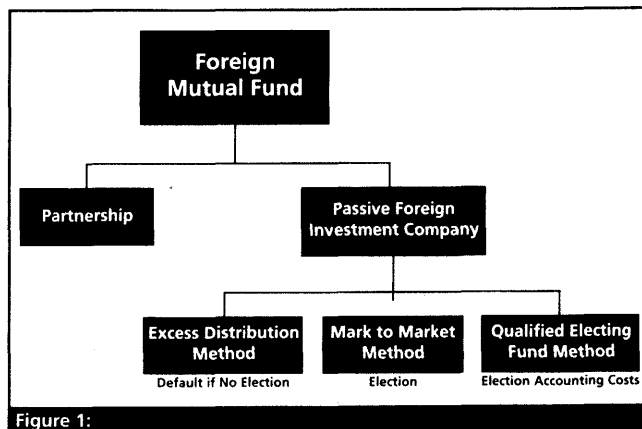 Foreign
Mutual Fund
Partnership
Passive Foreign
Investment Company
Excess Distribution
Method
Mark to Market
Method
Qualified Electing
Fund Method
Default if No Election
Election
Election Accounting Costs
Figure 1: